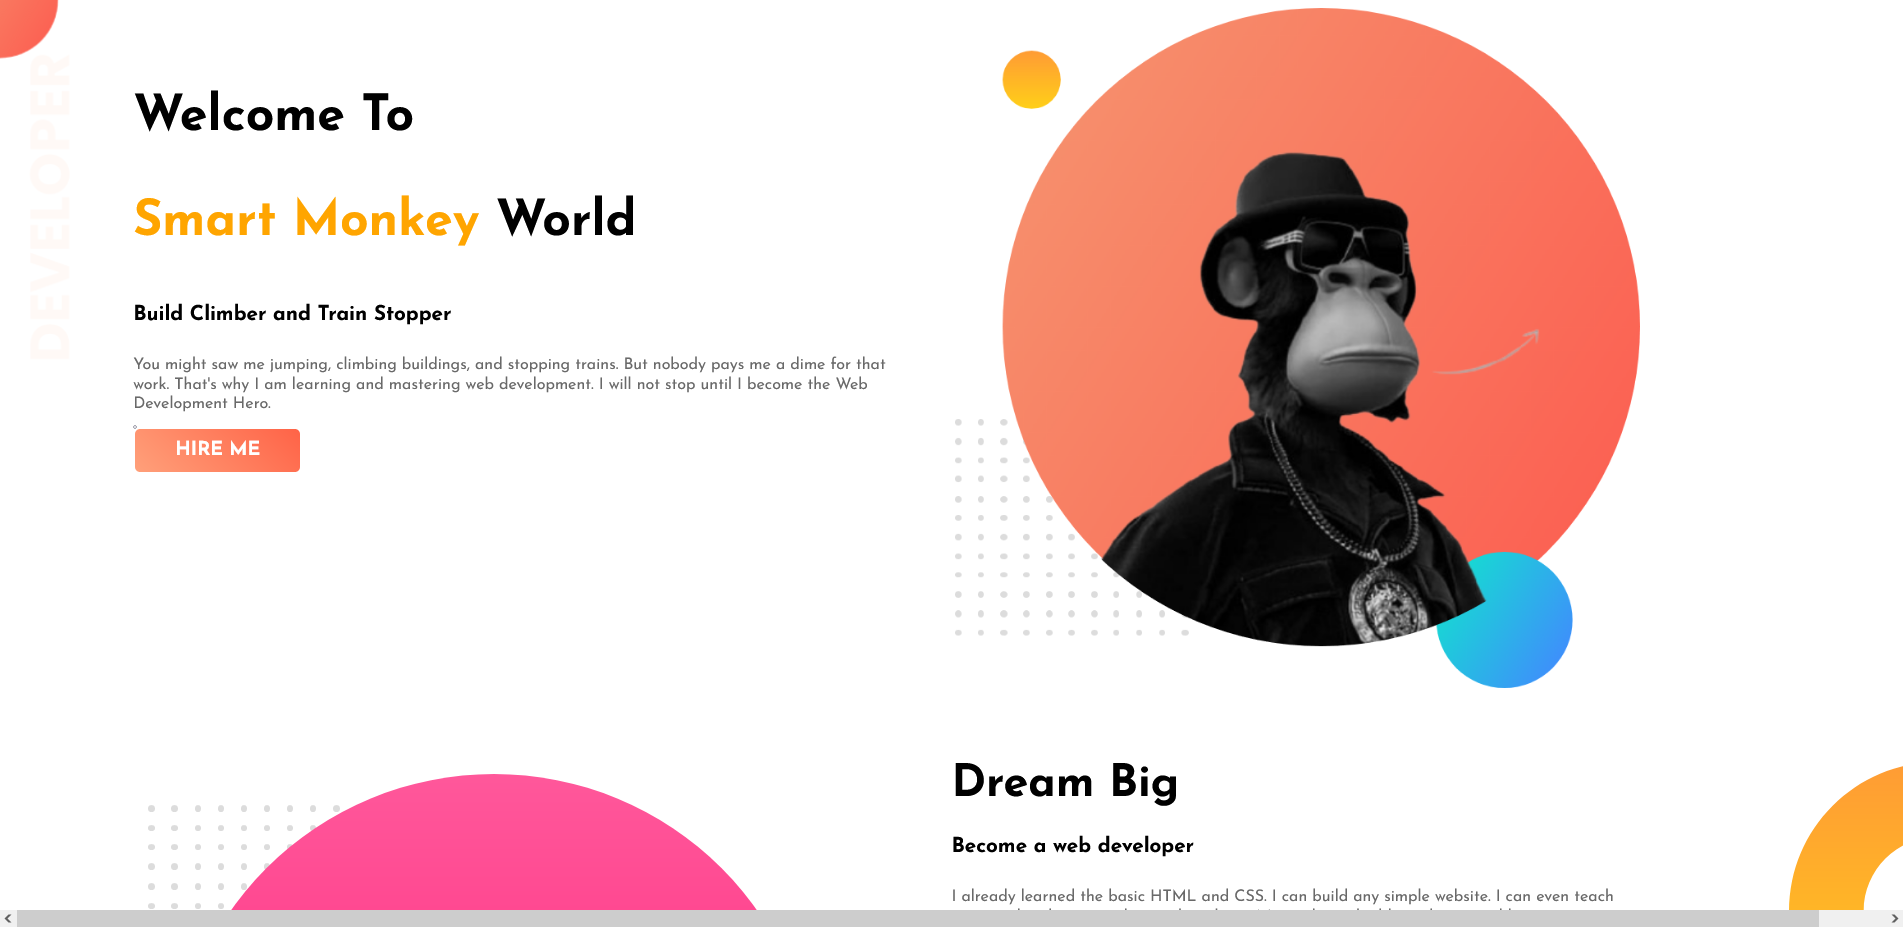 DEVELOPER
Welcome To
Smart Monkey World
Build Climber and Train Stopper
You might saw me jumping, climbing buildings, and stopping trains. But nobody pays me a dime for that
work. That's why I am learning and mastering web development. I will not stop until I become the Web
Development Hero.
HIRE ME
Dream Big
Become a web developer
I already learned the basic HTML and CSS. I can build any simple website. I can even teach